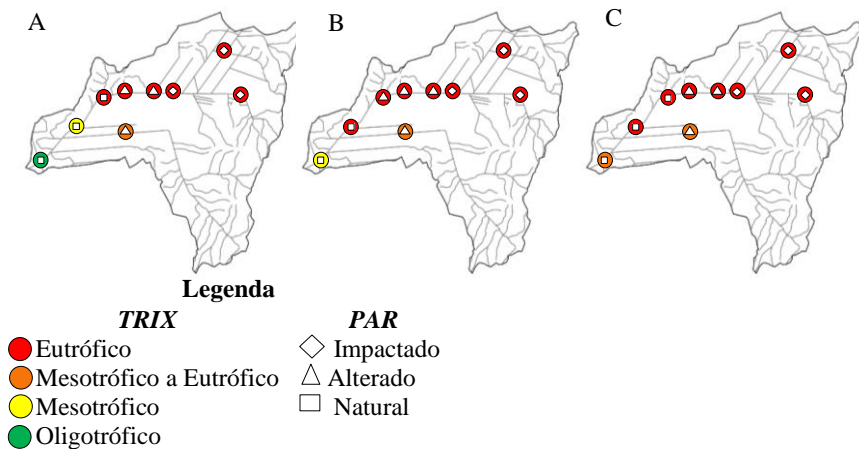 A
B
C
Legenda
TRIX
PAR
Eutrófico
Impactado
Mesotrófico a Eutrófico
Alterado
Mesotrófico
Natural
Oligotrófico